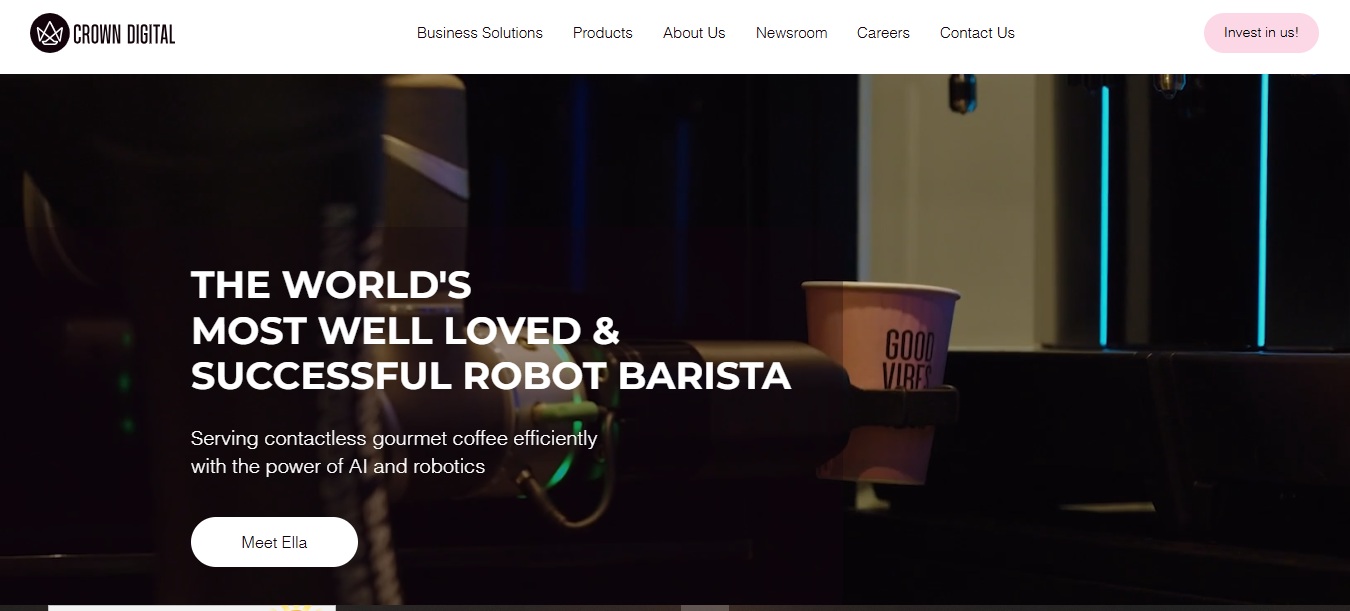 CROWN DIGITAL
Business Solutions
Products
About Us
Newsroom
Careers
Contact Us
Invest in us!
THE WORLD'S
MOST WELL LOVED &
SUCCESSFUL ROBOT BARISTA
GOOD
VIBES
Serving contactless gourmet coffee efficiently
with the power of AI and robotics
Meet Ella